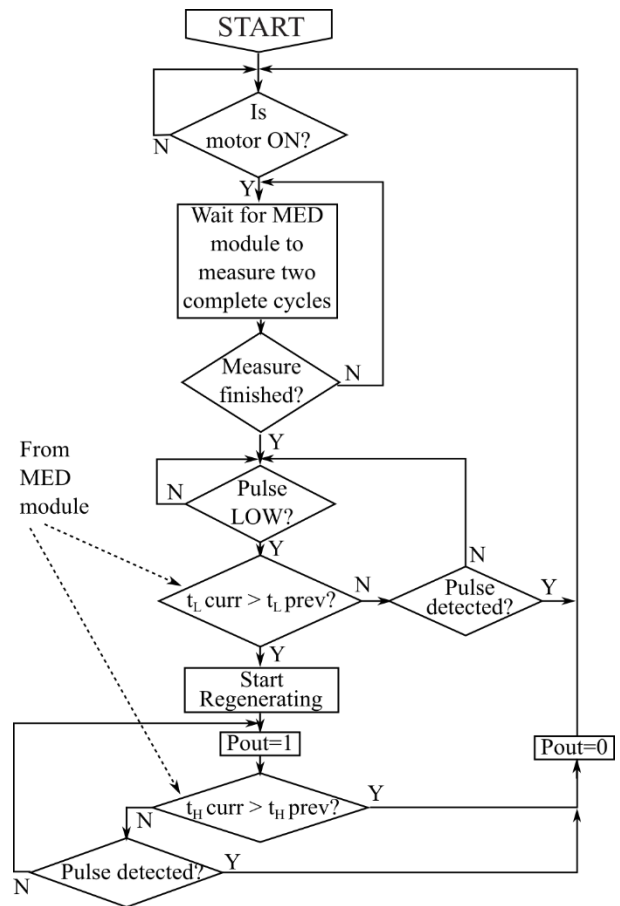 START
Is
motor ON?
N
Y
Wait for MED
module to
measure two
complete cycles
Measure
finished?
N
Y
From
MED
module
Pulse
LOW?
N
Y
N
t_L curr > t_L prev?
N
Pulse
detected?
Y
Y
Start
Regenerating
Pout=1
Pout=0
t_H curr > t_H prev?
Y
N
Pulse detected?
N
Y